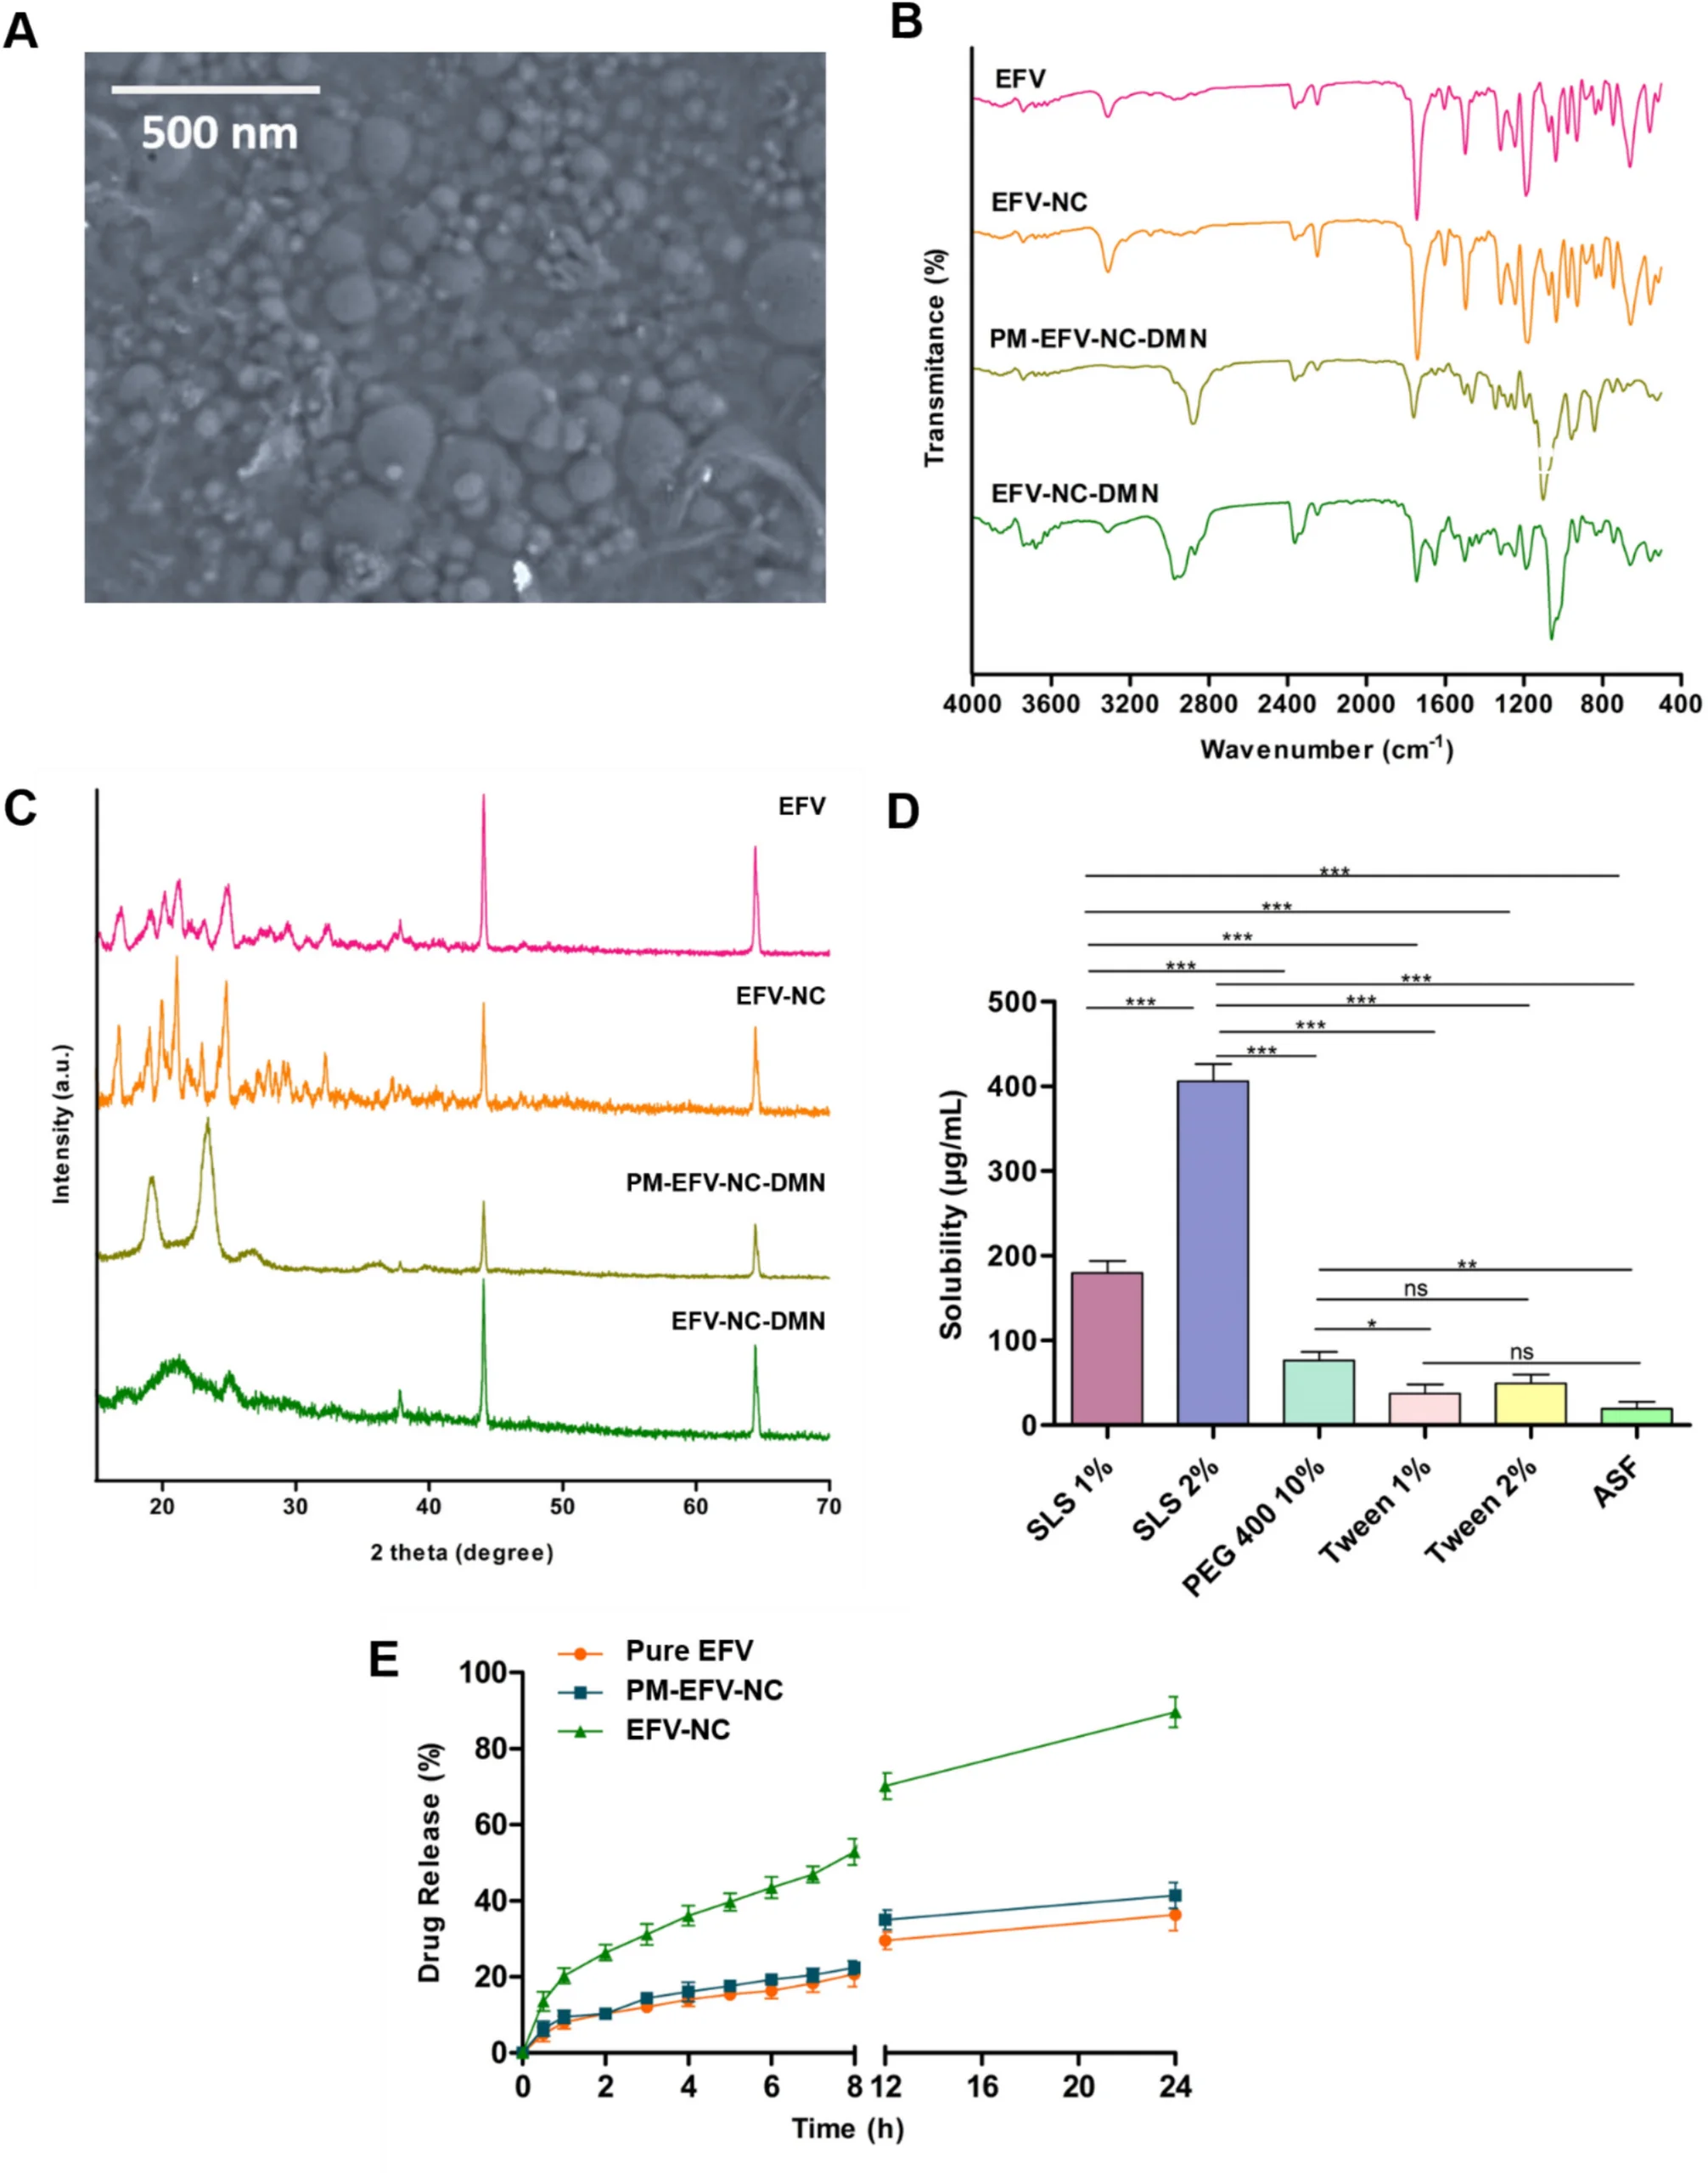 A
500 nm
B
EFV
EFV-NC
PM-EFV-NC-DMN
EFV-NC-DMN
Transmitance (%)
4000 3600 3200 2800 2400 2000 1600 1200 800 400
Wavenumber (cm-1)
C
EFV
EFV-NC
PM-EFV-NC-DMN
EFV-NC-DMN
Intensity (a.u.)
20 30 40 50 60 70
2 theta (degree)
D
***
***
***
***
***
***
***
***
***
**
ns
*
ns
Solubility (µg/mL)
500
400
300
200
100
0
SLS 1%
SLS 2%
PEG 400 10%
Tween 1%
Tween 2%
ASF
E
Pure EFV
PM-EFV-NC
EFV-NC
Drug Release (%)
100
80
60
40
20
0
0 2 4 6 8 12 16 20 24
Time (h)